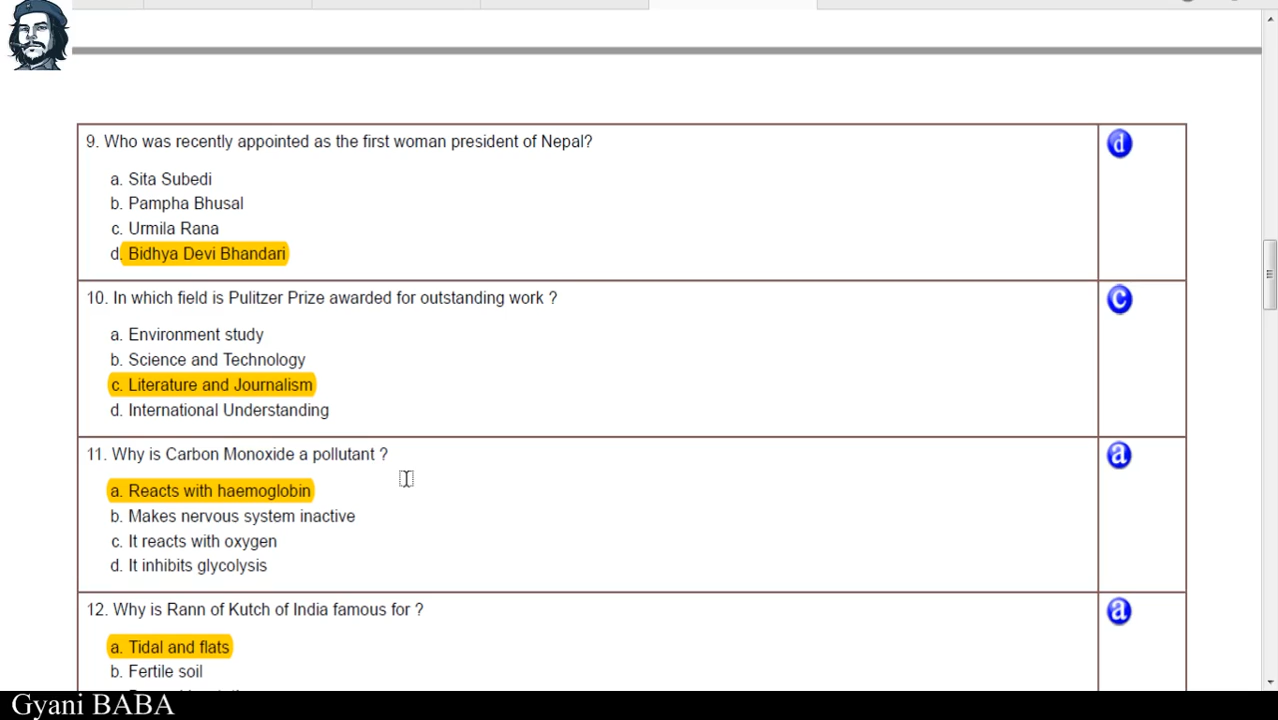 9. Who was recently appointed as the first woman president of Nepal?
d
a. Sita Subedi
b. Pampha Bhusal
c. Urmila Rana
d. Bidhya Devi Bhandari
10. In which field is Pulitzer Prize awarded for outstanding work ?
c
a. Environment study
b. Science and Technology
c. Literature and Journalism
d. International Understanding
11. Why is Carbon Monoxide a pollutant ?
a
a. Reacts with haemoglobin
b. Makes nervous system inactive
c. It reacts with oxygen
d. It inhibits glycolysis
12. Why is Rann of Kutch of India famous for ?
a
a. Tidal and flats
b. Fertile soil
Gyani BABA